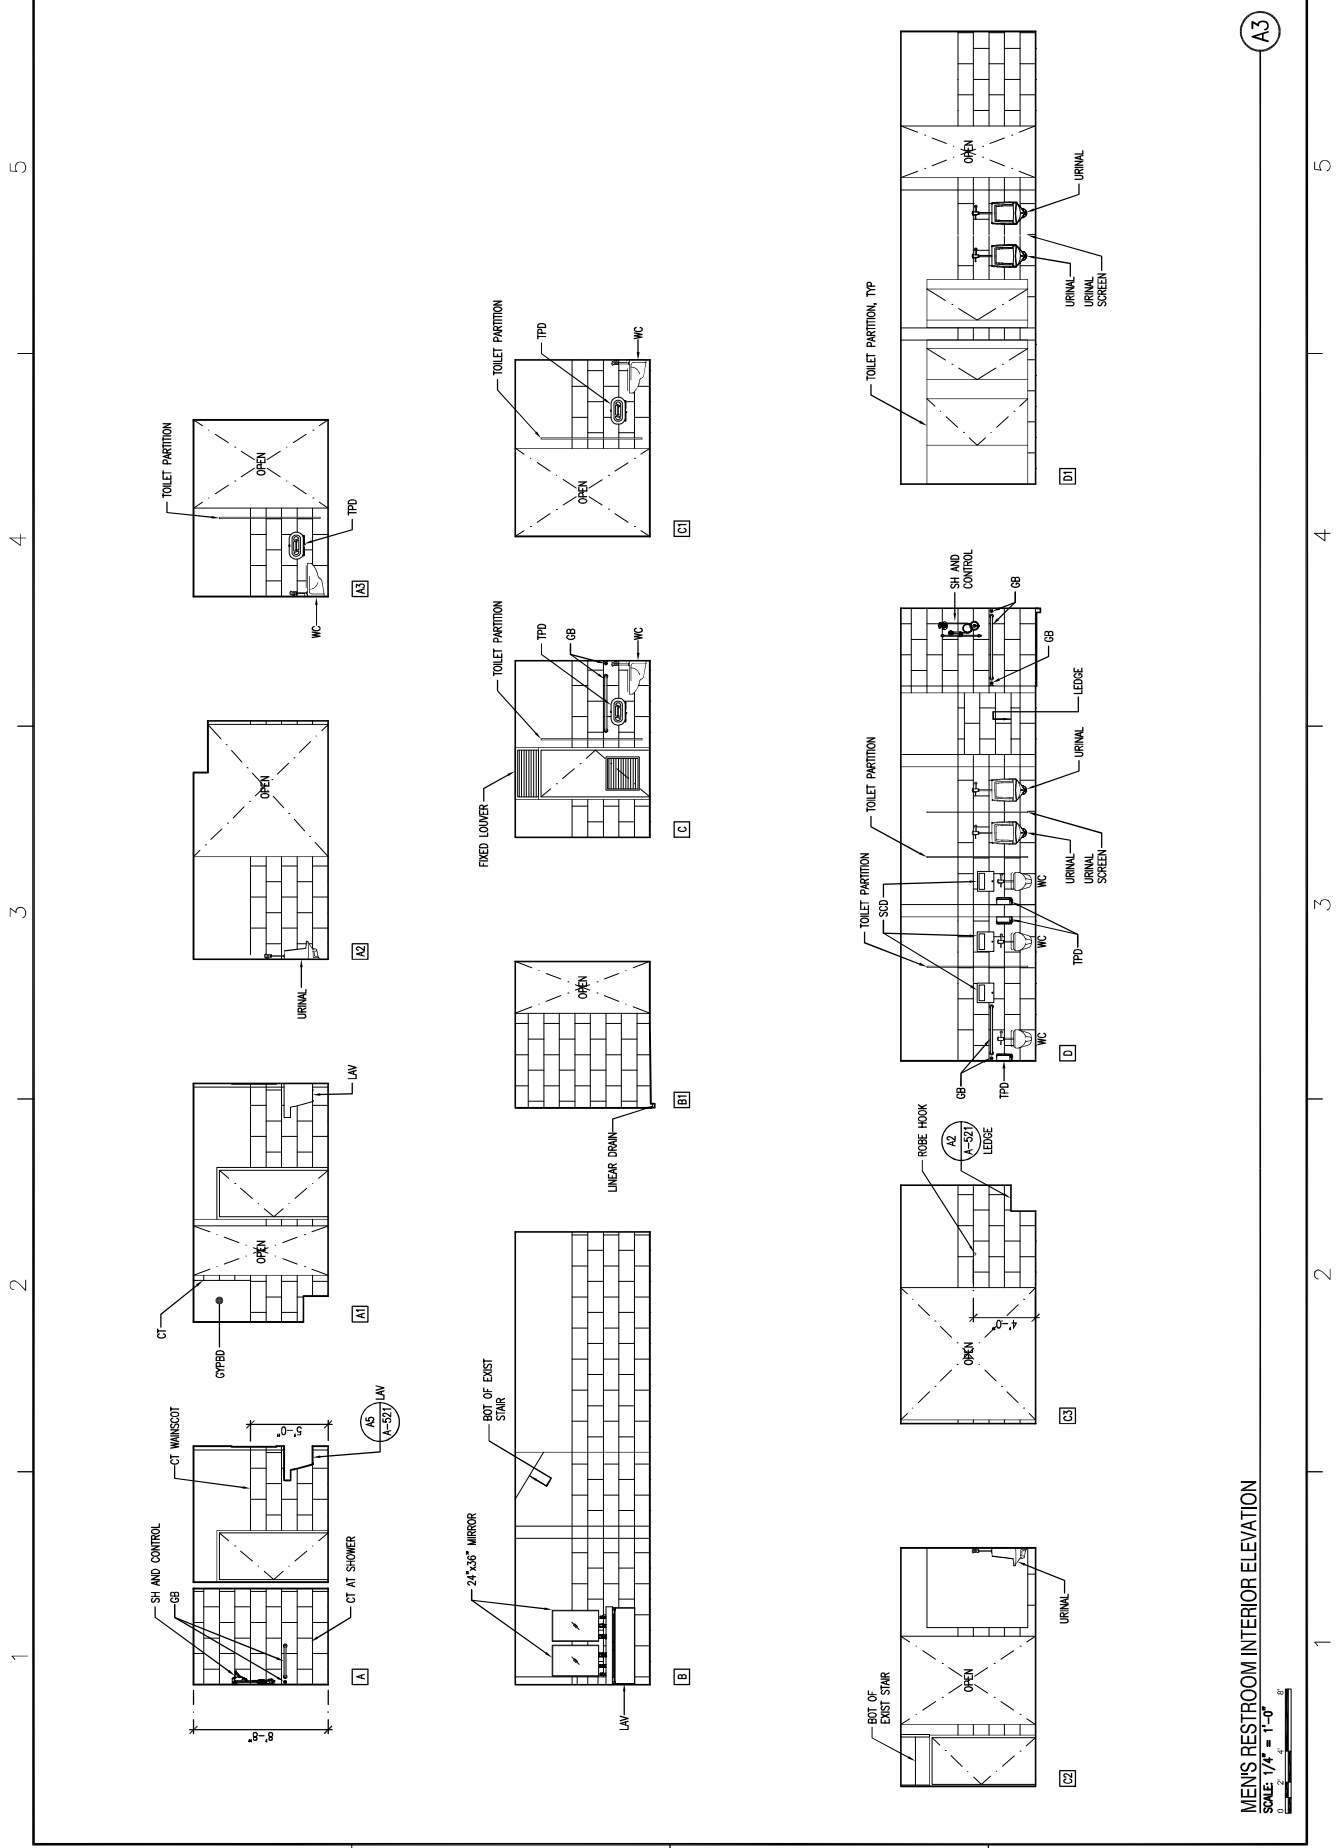 1
2
3
4
5
SH AND CONTROL
GB
CT WAINSCOT
8'-8"
5'-0"
A5
A-521
LAV
CT AT SHOWER
A
CT
GYPBD
OPEN
LAV
A1
OPEN
URINAL
A2
TOILET PARTITION
OPEN
TPD
WC
A3
24"x36" MIRROR
BOT OF EXIST
STAIR
LAV
B
OPEN
LINEAR DRAIN
B1
FIXED LOUVER
TOILET PARTITION
TPD
GB
WC
C
TOILET PARTITION
TPD
OPEN
WC
C1
BOT OF
EXIST STAIR
OPEN
URINAL
C2
ROBE HOOK
A2
A-521
LEDGE
OPEN
4'-0"
C3
TOILET PARTITION
SCD
TOILET PARTITION
SH AND
CONTROL
GB
TPD
WC
WC
WC
TPD
URINAL
URINAL
SCREEN
URINAL
LEDGE
GB
GB
D
TOILET PARTITION, TYP
OPEN
URINAL
URINAL
SCREEN
URINAL
D1
MEN'S RESTROOM INTERIOR ELEVATION
SCALE: 1/4" = 1'-0"
0 2' 4' 8'
A3
1
2
3
4
5